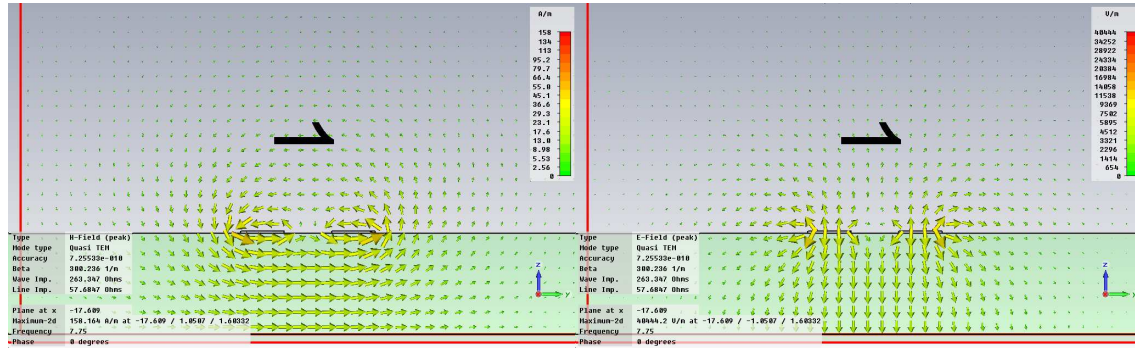 A/m
158
134
113
95.2
79.7
66.4
55.0
45.1
36.6
29.3
23.1
17.6
13.0
8.98
5.53
2.56
0
Type H-Field (peak)
Mode type Quasi TEM
Accuracy 7.25533e-010
Beta 300.236 1/m
Wave Imp. 263.347 Ohms
Line Imp. 57.6847 Ohms
Plane at x -17.609
Maximum-2d 158.164 A/m at -17.609 / 1.0507 / 1.60332
Frequency 7.75
Phase 0 degrees
z
y
V/m
40444
34252
28922
24334
20384
16984
14058
11538
9369
7502
5895
4512
3321
2296
1414
654
0
Type E-Field (peak)
Mode type Quasi TEM
Accuracy 7.25533e-010
Beta 300.236 1/m
Wave Imp. 263.347 Ohms
Line Imp. 57.6847 Ohms
Plane at x -17.609
Maximum-2d 40444.2 V/m at -17.609 / -1.0507 / 1.60332
Frequency 7.75
Phase 0 degrees
z
y